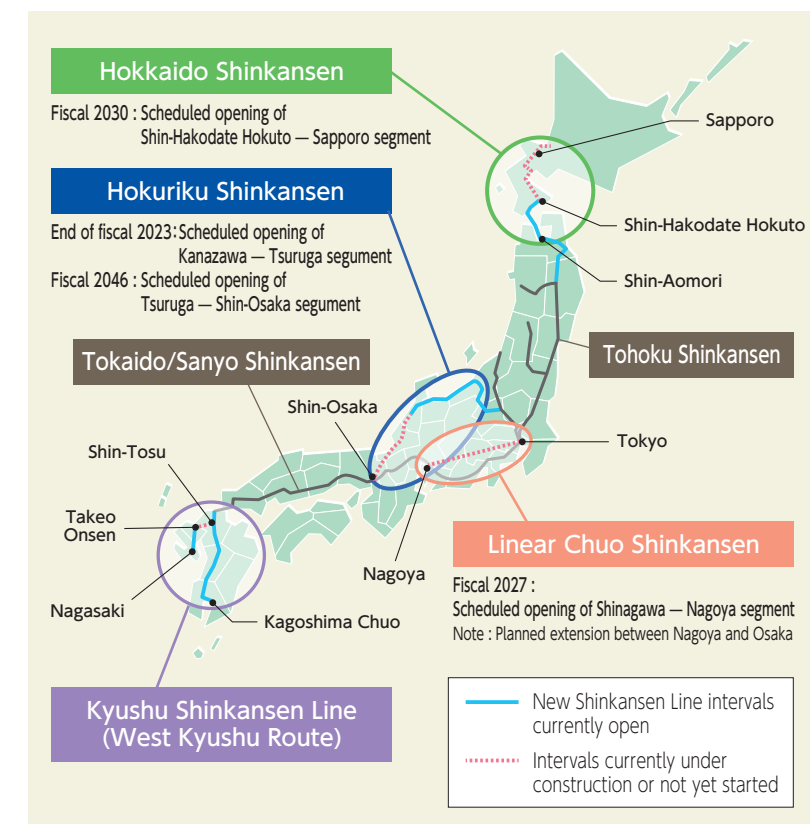 Hokkaido Shinkansen
Fiscal 2030 : Scheduled opening of
Shin-Hakodate Hokuto — Sapporo segment
Hokuriku Shinkansen
End of fiscal 2023: Scheduled opening of
Kanazawa — Tsuruga segument
Fiscal 2046 : Scheduled opening of
Tsuruga — Shin-Osaka segument
Sapporo
Shin-Hakodate Hokuto
Shin-Aomori
Tohoku Shinkansen
Tokaido/Sanyo Shinkansen
Shin-Osaka
Tokyo
Shin-Tosu
Takeo
Onsen
Nagasaki
Kagoshima Chuo
Nagoya
Linear Chuo Shinkansen
Fiscal 2027 :
Scheduled opening of Shinagawa — Nagoya segment
Note : Planned extension between Nagoya and Osaka
Kyushu Shinkansen Line
(West Kyushu Route)
New Shinkansen Line intervals
currently open
Intervals currently under
construction or not yet started